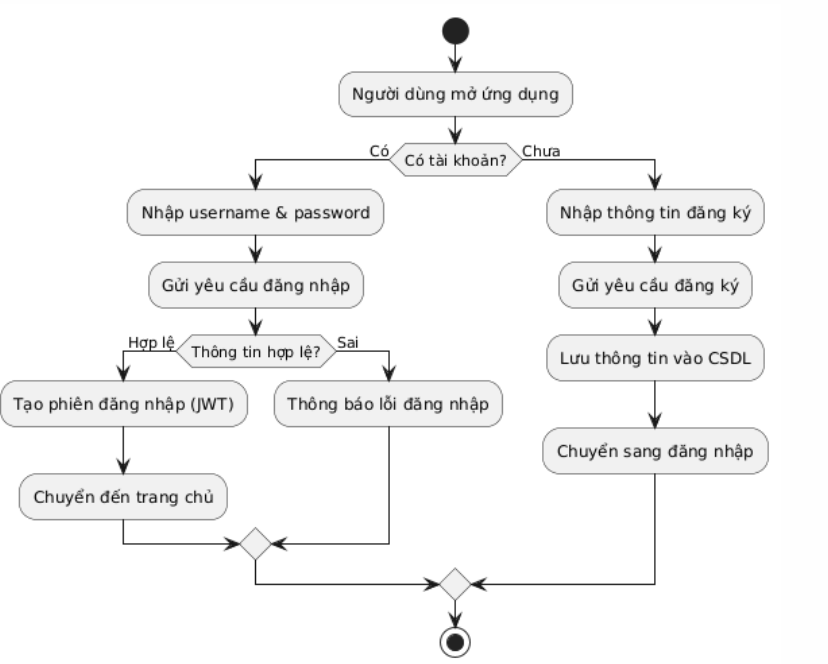 Người dùng mở ứng dụng
Có
Có tài khoản?
Chưa
Nhập username & password
Nhập thông tin đăng ký
Gửi yêu cầu đăng nhập
Gửi yêu cầu đăng ký
Hợp lệ
Thông tin hợp lệ?
Sai
Lưu thông tin vào CSDL
Tạo phiên đăng nhập (JWT)
Thông báo lỗi đăng nhập
Chuyển sang đăng nhập
Chuyển đến trang chủ